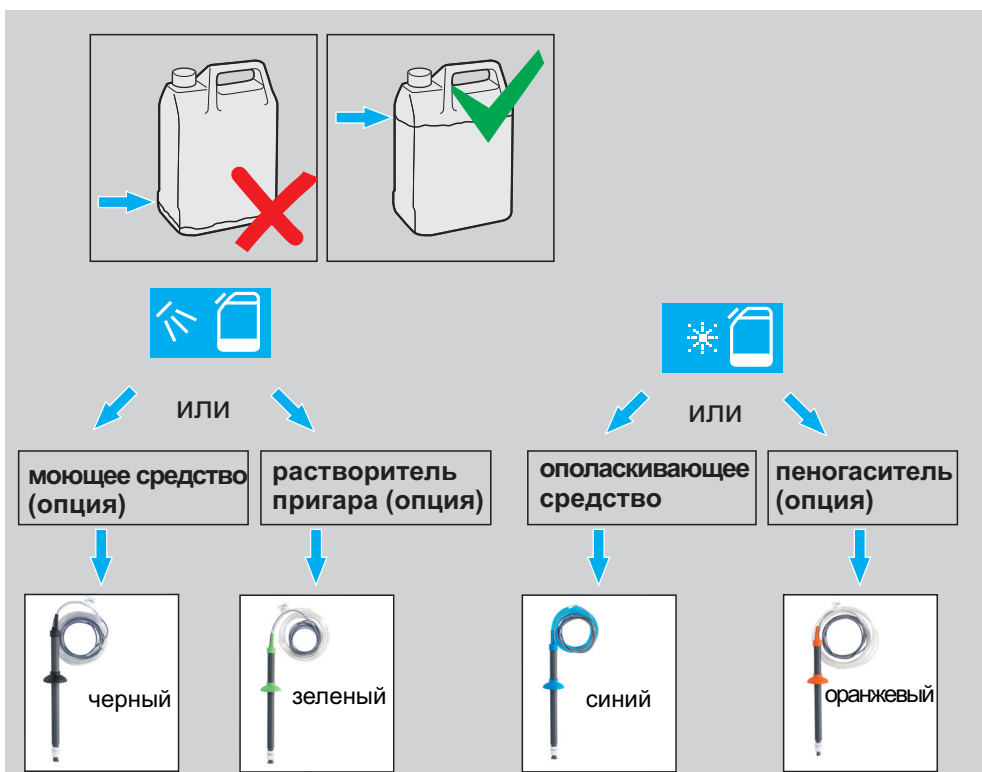 или
или
моющее средство
(опция)
растворитель
пригара (опция)
ополаскивающее
средство
пеногаситель
(опция)
черный
зеленый
синий
оранжевый